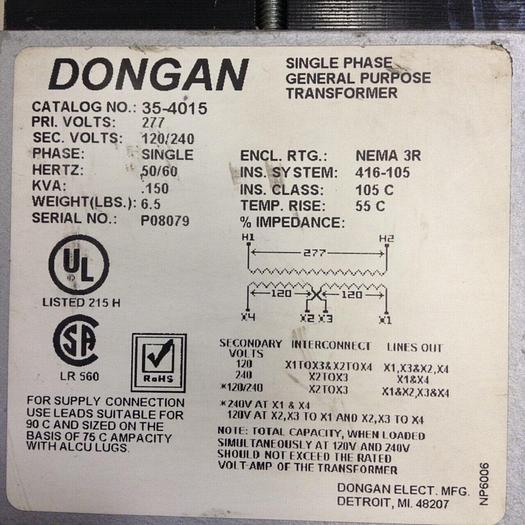 DONGAN
SINGLE PHASE
GENERAL PURPOSE
TRANSFORMER
CATALOG NO.: 35-4015
PRI. VOLTS: 277
SEC. VOLTS: 120/240
PHASE: SINGLE
HERTZ: 50/60
KVA: .150
WEIGHT(LBS.): 6.5
SERIAL NO.: P08079
ENCL. RTG.: NEMA 3R
INS. SYSTEM: 416-105
INS. CLASS: 105 C
TEMP. RISE: 55 C
% IMPEDANCE:
H1 H2
277
120 120
X4 X2 X3 X1
UL
LISTED 215 H
SA
LR 560
RoHS
SECONDARY INTERCONNECT LINES OUT
VOLTS
120 X1TOX3&X2TOX4 X1,X3&X2,X4
240 X2TOX3 X1&X4
*120/240 X2TOX3 X1&X2,X3&X4
*240V AT X1 & X4
120V AT X2,X3 TO X1 AND X2,X3 TO X4
FOR SUPPLY CONNECTION
USE LEADS SUITABLE FOR
90 C AND SIZED ON THE
BASIS OF 75 C AMPACITY
WITH ALCU LUGS.
NOTE: TOTAL CAPACITY, WHEN LOADED
SIMULTANEOUSLY AT 120V AND 240V
SHOULD NOT EXCEED THE RATED
VOLT-AMP OF THE TRANSFORMER
DONGAN ELECT. MFG.
DETROIT, MI. 48207
NP6006